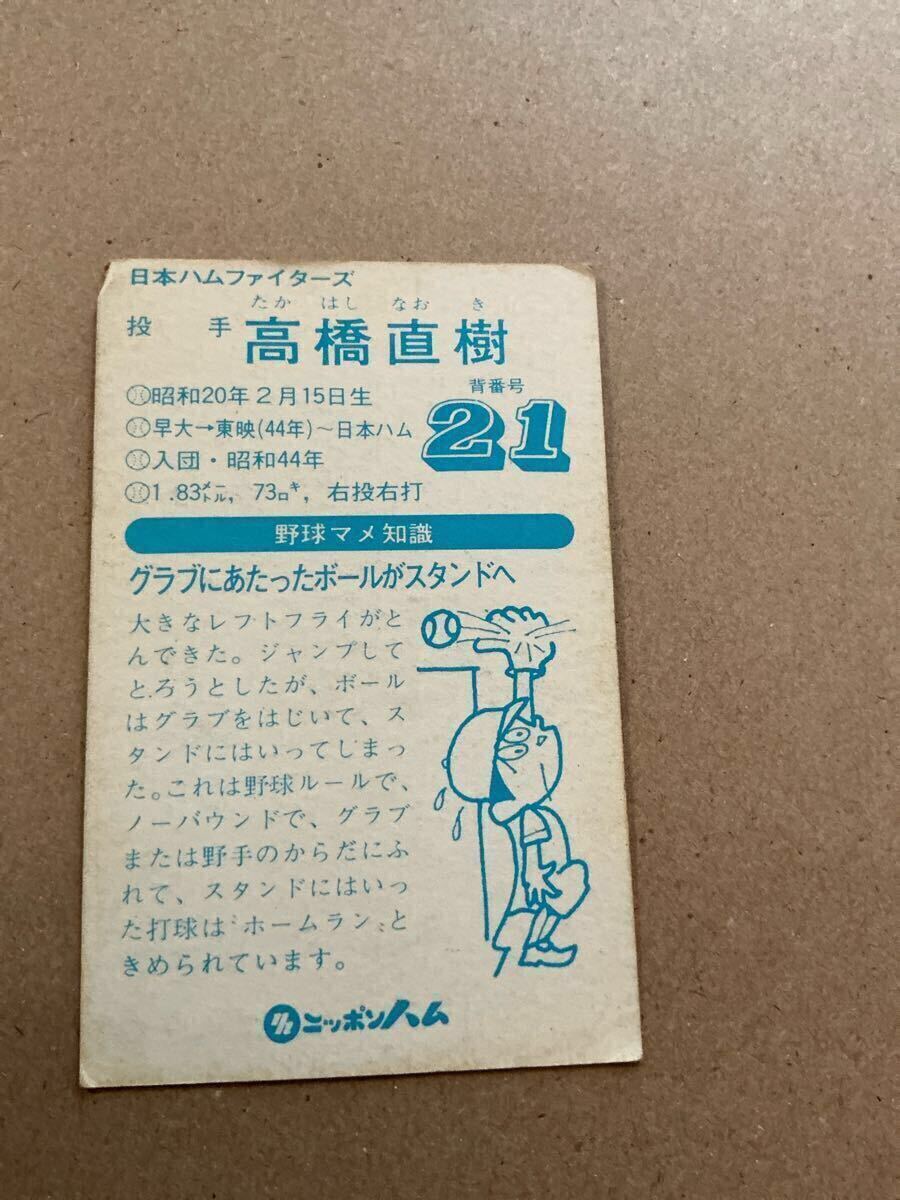 日本ハムファイターズ
たか はし なお き
投手 高橋直樹
昭和20年2月15日生
背番号
21
早大→東映(44年)〜日本ハム
入団・昭和44年
1.83メートル, 73キロ, 右投右打
野球マメ知識
グラブにあたったボールがスタンドへ
大きなレフトフライがと
んできた。ジャンプして
とろうとしたが、ボール
はグラブをはじいて、ス
タンドにはいってしまっ
た。これは野球ルールで、
ノーバウンドで、グラブ
または野手のからだにふ
れて、スタンドにはいっ
た打球は〝ホームラン〟と
きめられています。
ニッポンハム